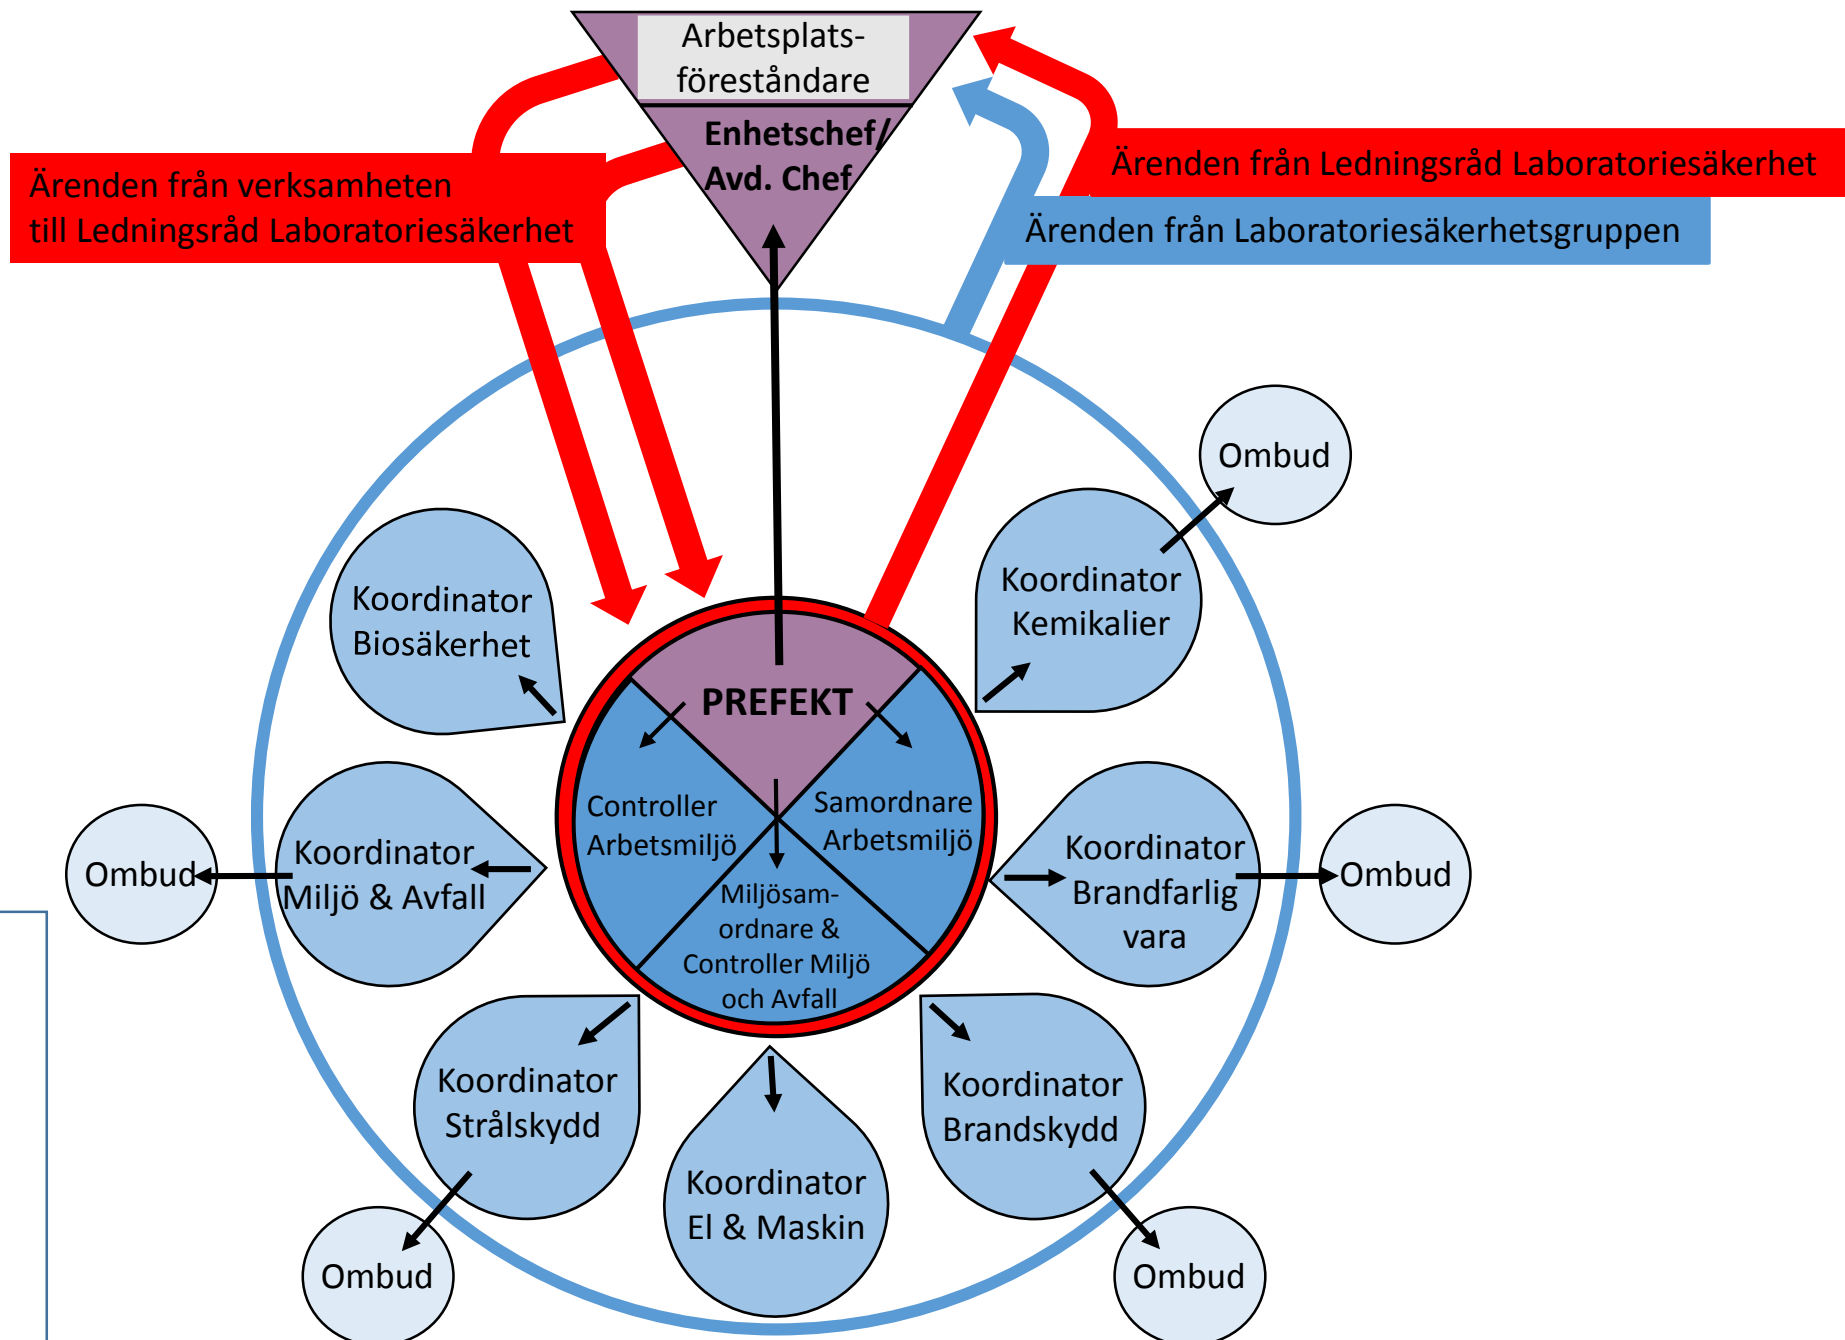 Arbetsplats-
föreståndare
Enhetschef/
Avd. Chef
Ärenden från verksamheten
till Ledningsråd Laboratoriesäkerhet
Ärenden från Ledningsråd Laboratoriesäkerhet
Ärenden från Laboratoriesäkerhetsgruppen
Ombud
Koordinator
Kemikalier
Koordinator
Biosäkerhet
PREFEKT
Controller
Arbetsmiljö
Samordnare
Arbetsmiljö
Miljösam-
ordnare &
Controller Miljö
och Avfall
Ombud
Koordinator
Miljö & Avfall
Koordinator
Brandfarlig
vara
Ombud
Koordinator
Strålskydd
Koordinator
El & Maskin
Koordinator
Brandskydd
Ombud
Ombud